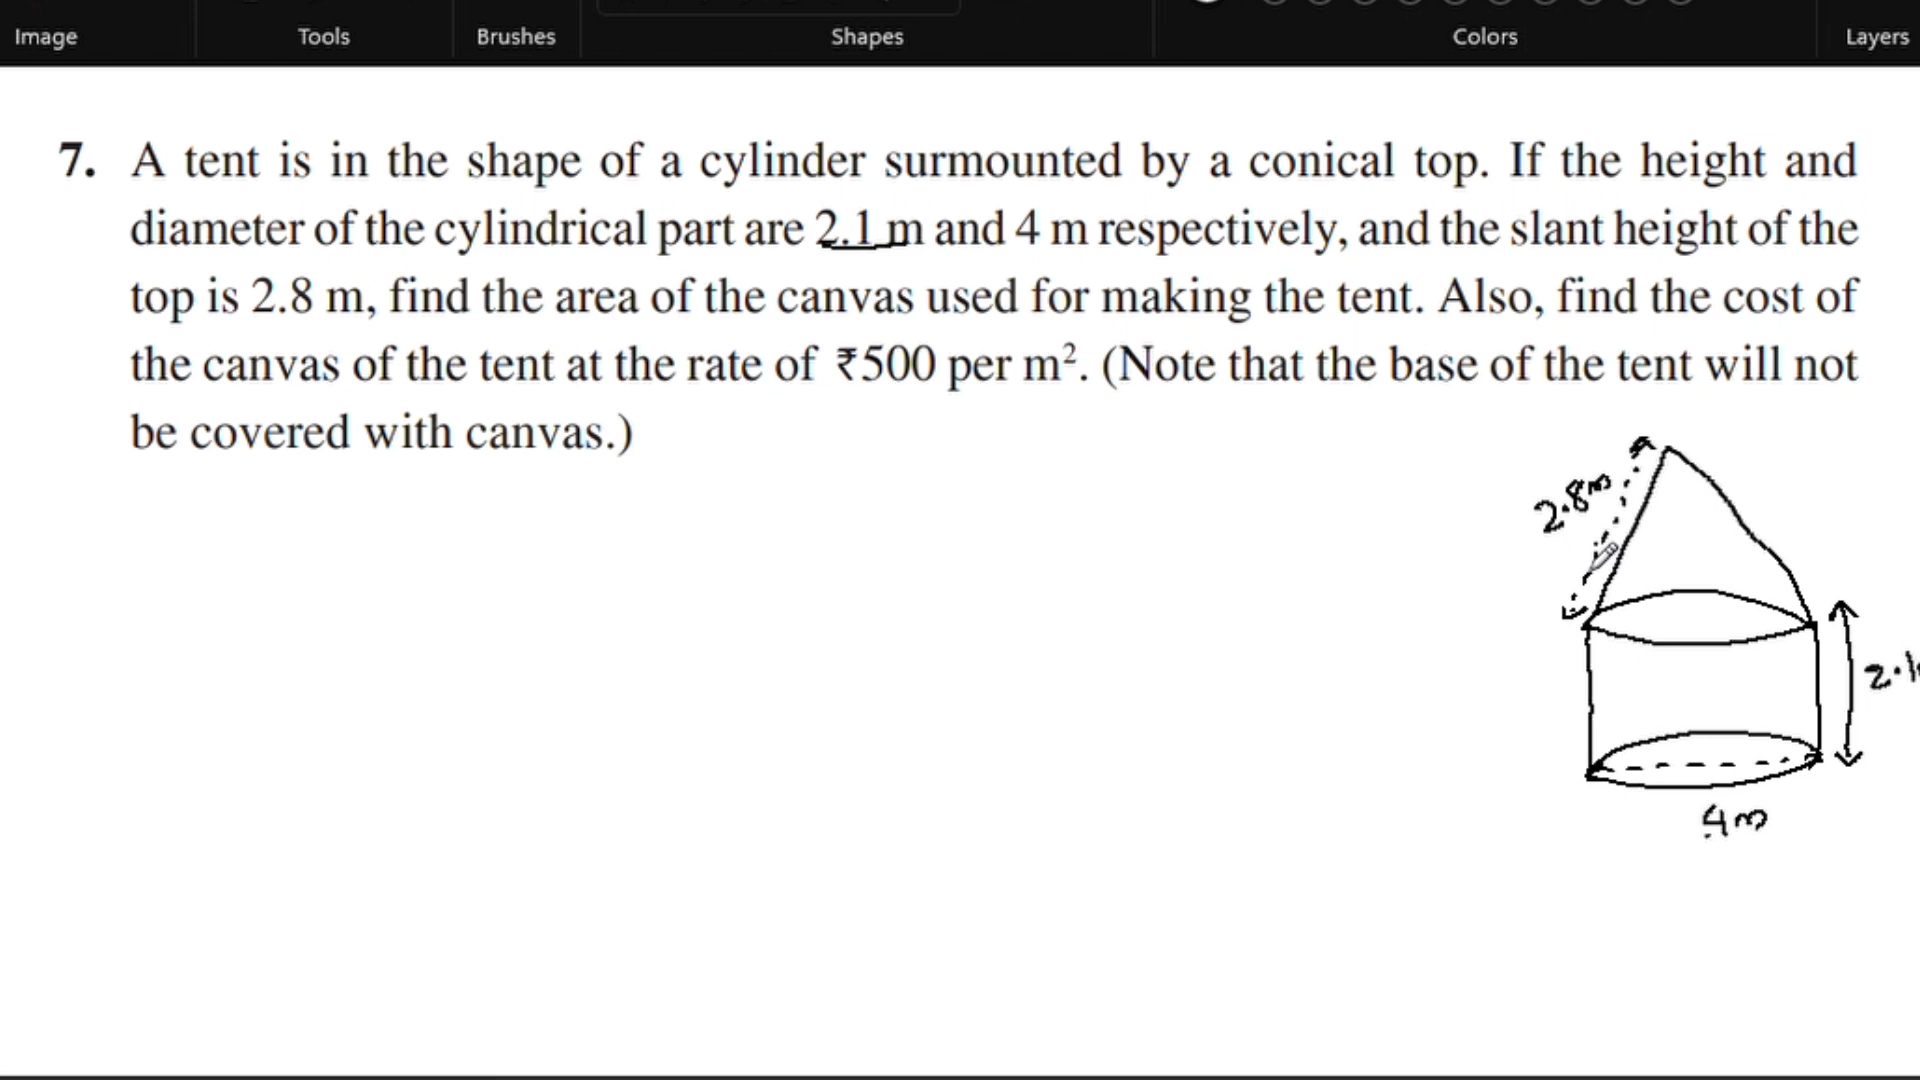 Image Tools Brushes Shapes Colors Layers
7. A tent is in the shape of a cylinder surmounted by a conical top. If the height and
diameter of the cylindrical part are 2.1 m and 4 m respectively, and the slant height of the
top is 2.8 m, find the area of the canvas used for making the tent. Also, find the cost of
the canvas of the tent at the rate of ₹500 per m². (Note that the base of the tent will not
be covered with canvas.)
2.8m
2.1
4m